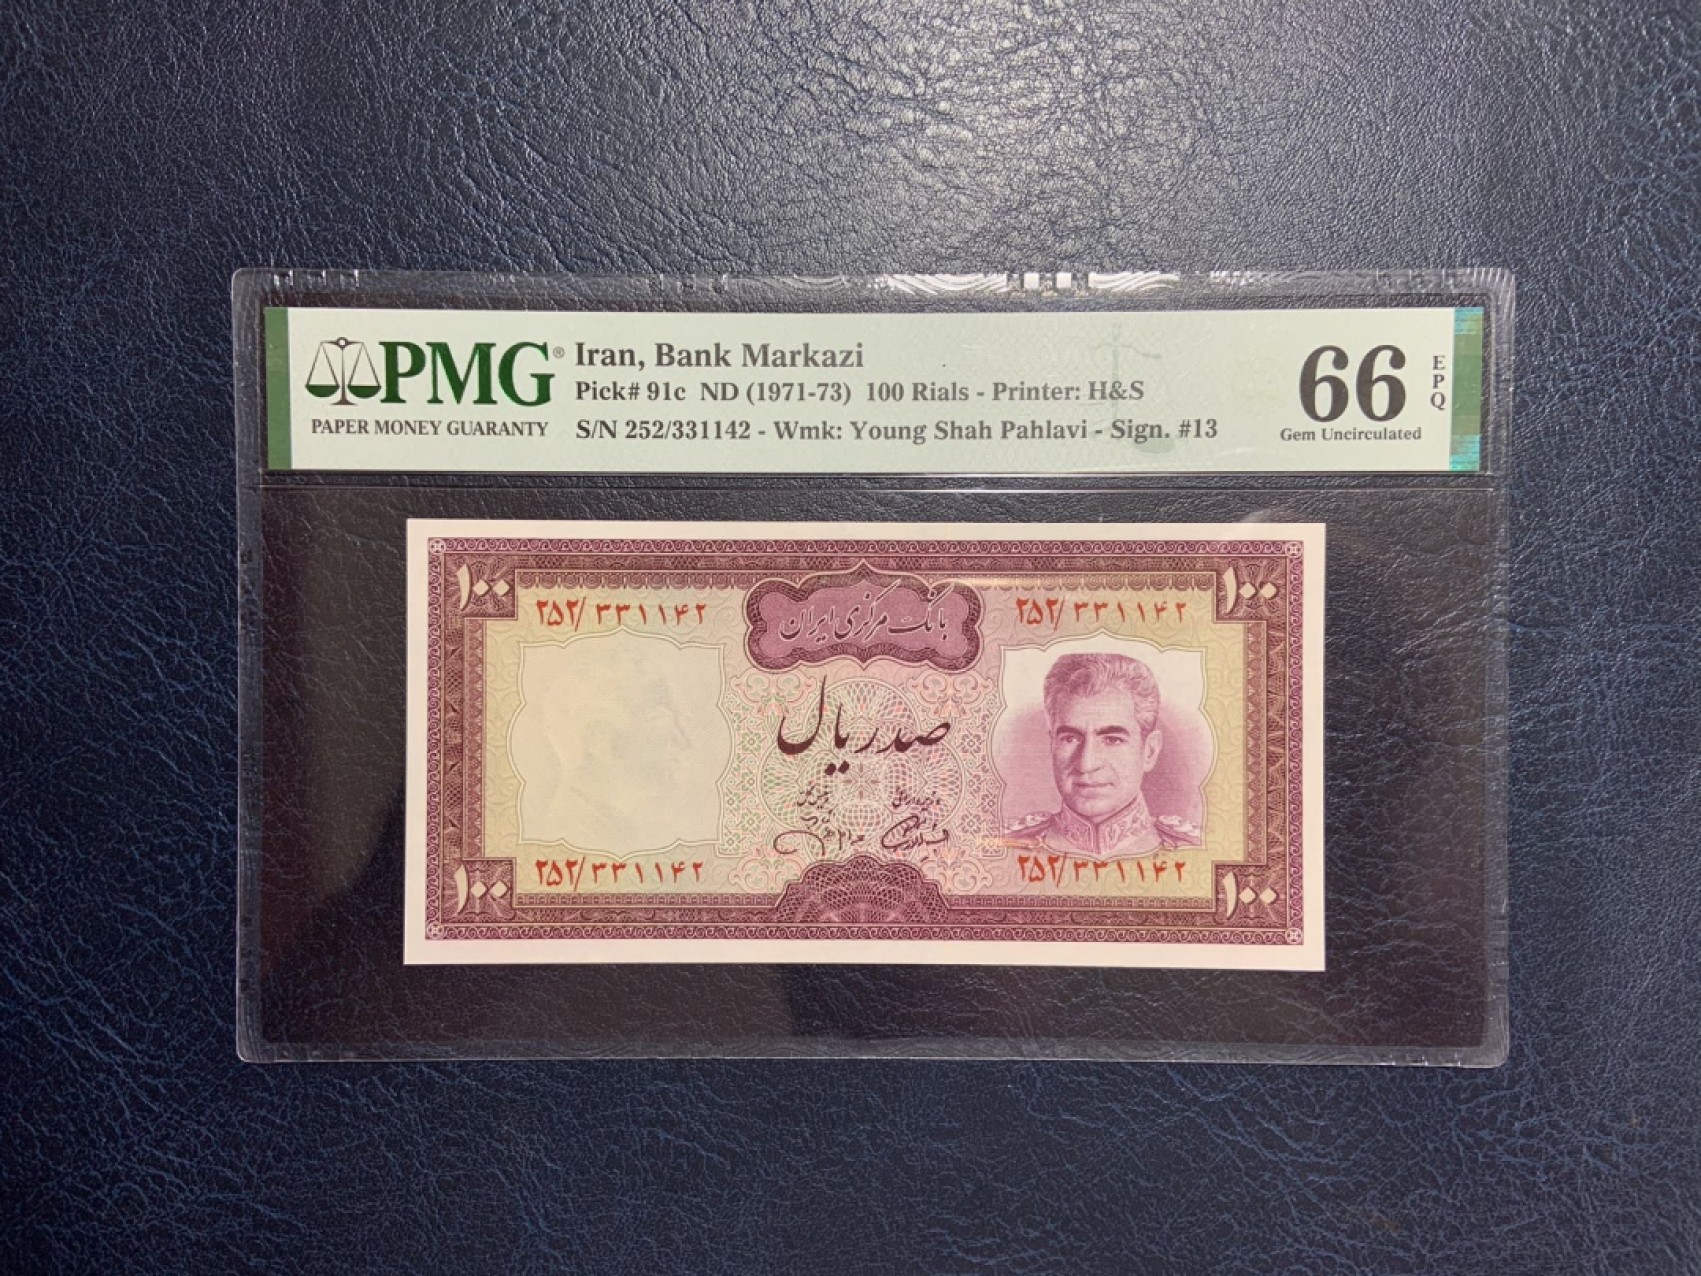 PMG®
PAPER MONEY GUARANTY
Iran, Bank Markazi
Pick# 91c ND (1971-73) 100 Rials - Printer: H&S
S/N 252/331142 - Wmk: Young Shah Pahlavi - Sign. #13
66
EPQ
Gem Uncirculated
۱۰۰ ۱۰۰
۲۵۲/۳۳۱۱۴۲ ۲۵۲/۳۳۱۱۴۲
بانک مرکزی ایران
صد ریال
۲۵۲/۳۳۱۱۴۲ ۲۵۲/۳۳۱۱۴۲
۱۰۰ ۱۰۰